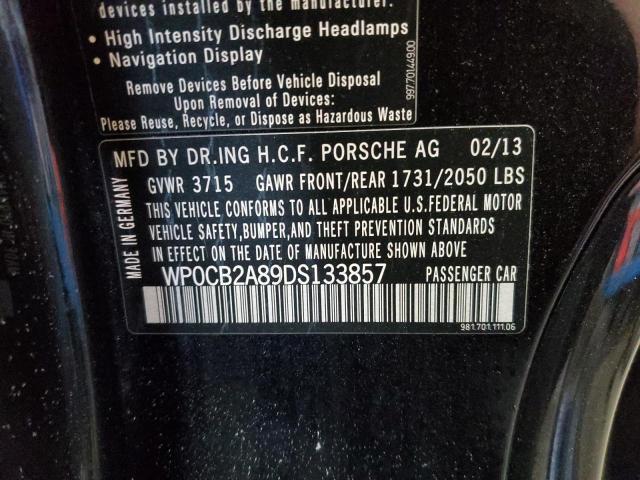 devices installed by the manufacturer.
• High Intensity Discharge Headlamps
• Navigation Display
Remove Devices Before Vehicle Disposal
Upon Removal of Devices:
Please Reuse, Recycle, or Dispose as Hazardous Waste
997.701.449.00
MFD BY DR.ING H.C.F. PORSCHE AG 02/13
GVWR 3715 GAWR FRONT/REAR 1731/2050 LBS
THIS VEHICLE CONFORMS TO ALL APPLICABLE U.S.FEDERAL MOTOR
VEHICLE SAFETY,BUMPER,AND THEFT PREVENTION STANDARDS
IN EFFECT ON THE DATE OF MANUFACTURE SHOWN ABOVE.
WP0CB2A89DS133857 PASSENGER CAR
981.701.111.06
MADE IN GERMANY